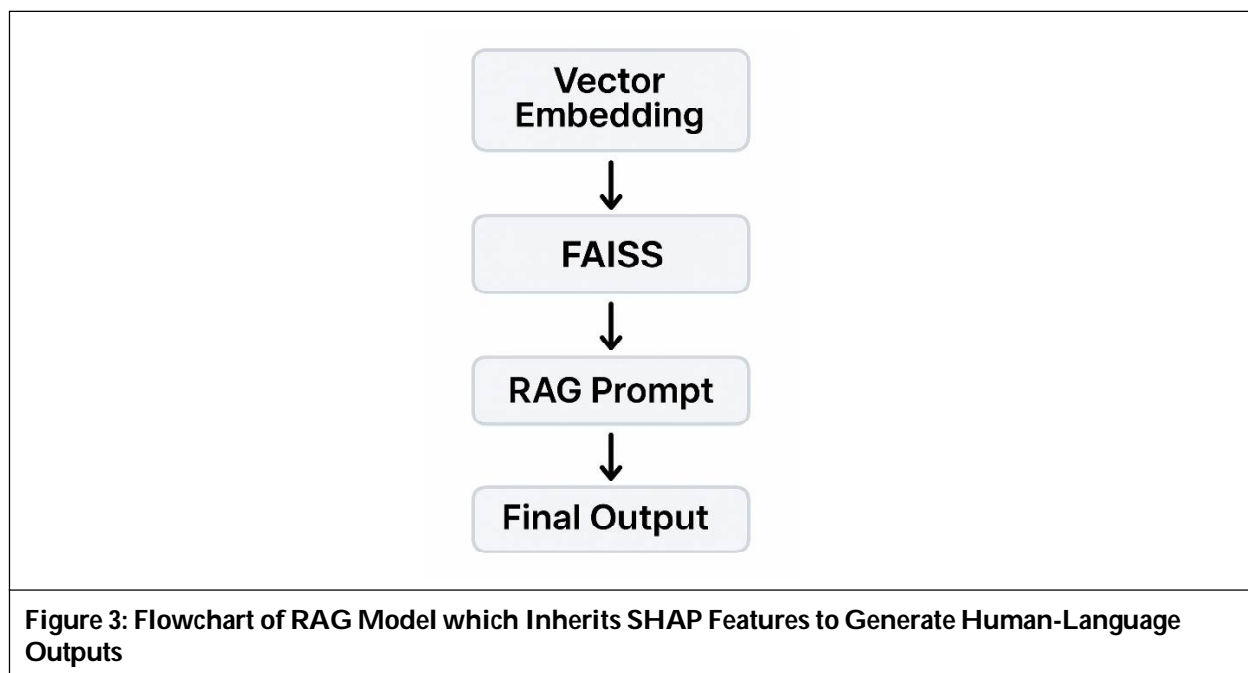 Vector
Embedding
FAISS
RAG Prompt
Final Output
Figure 3: Flowchart of RAG Model which Inherits SHAP Features to Generate Human-Language
Outputs